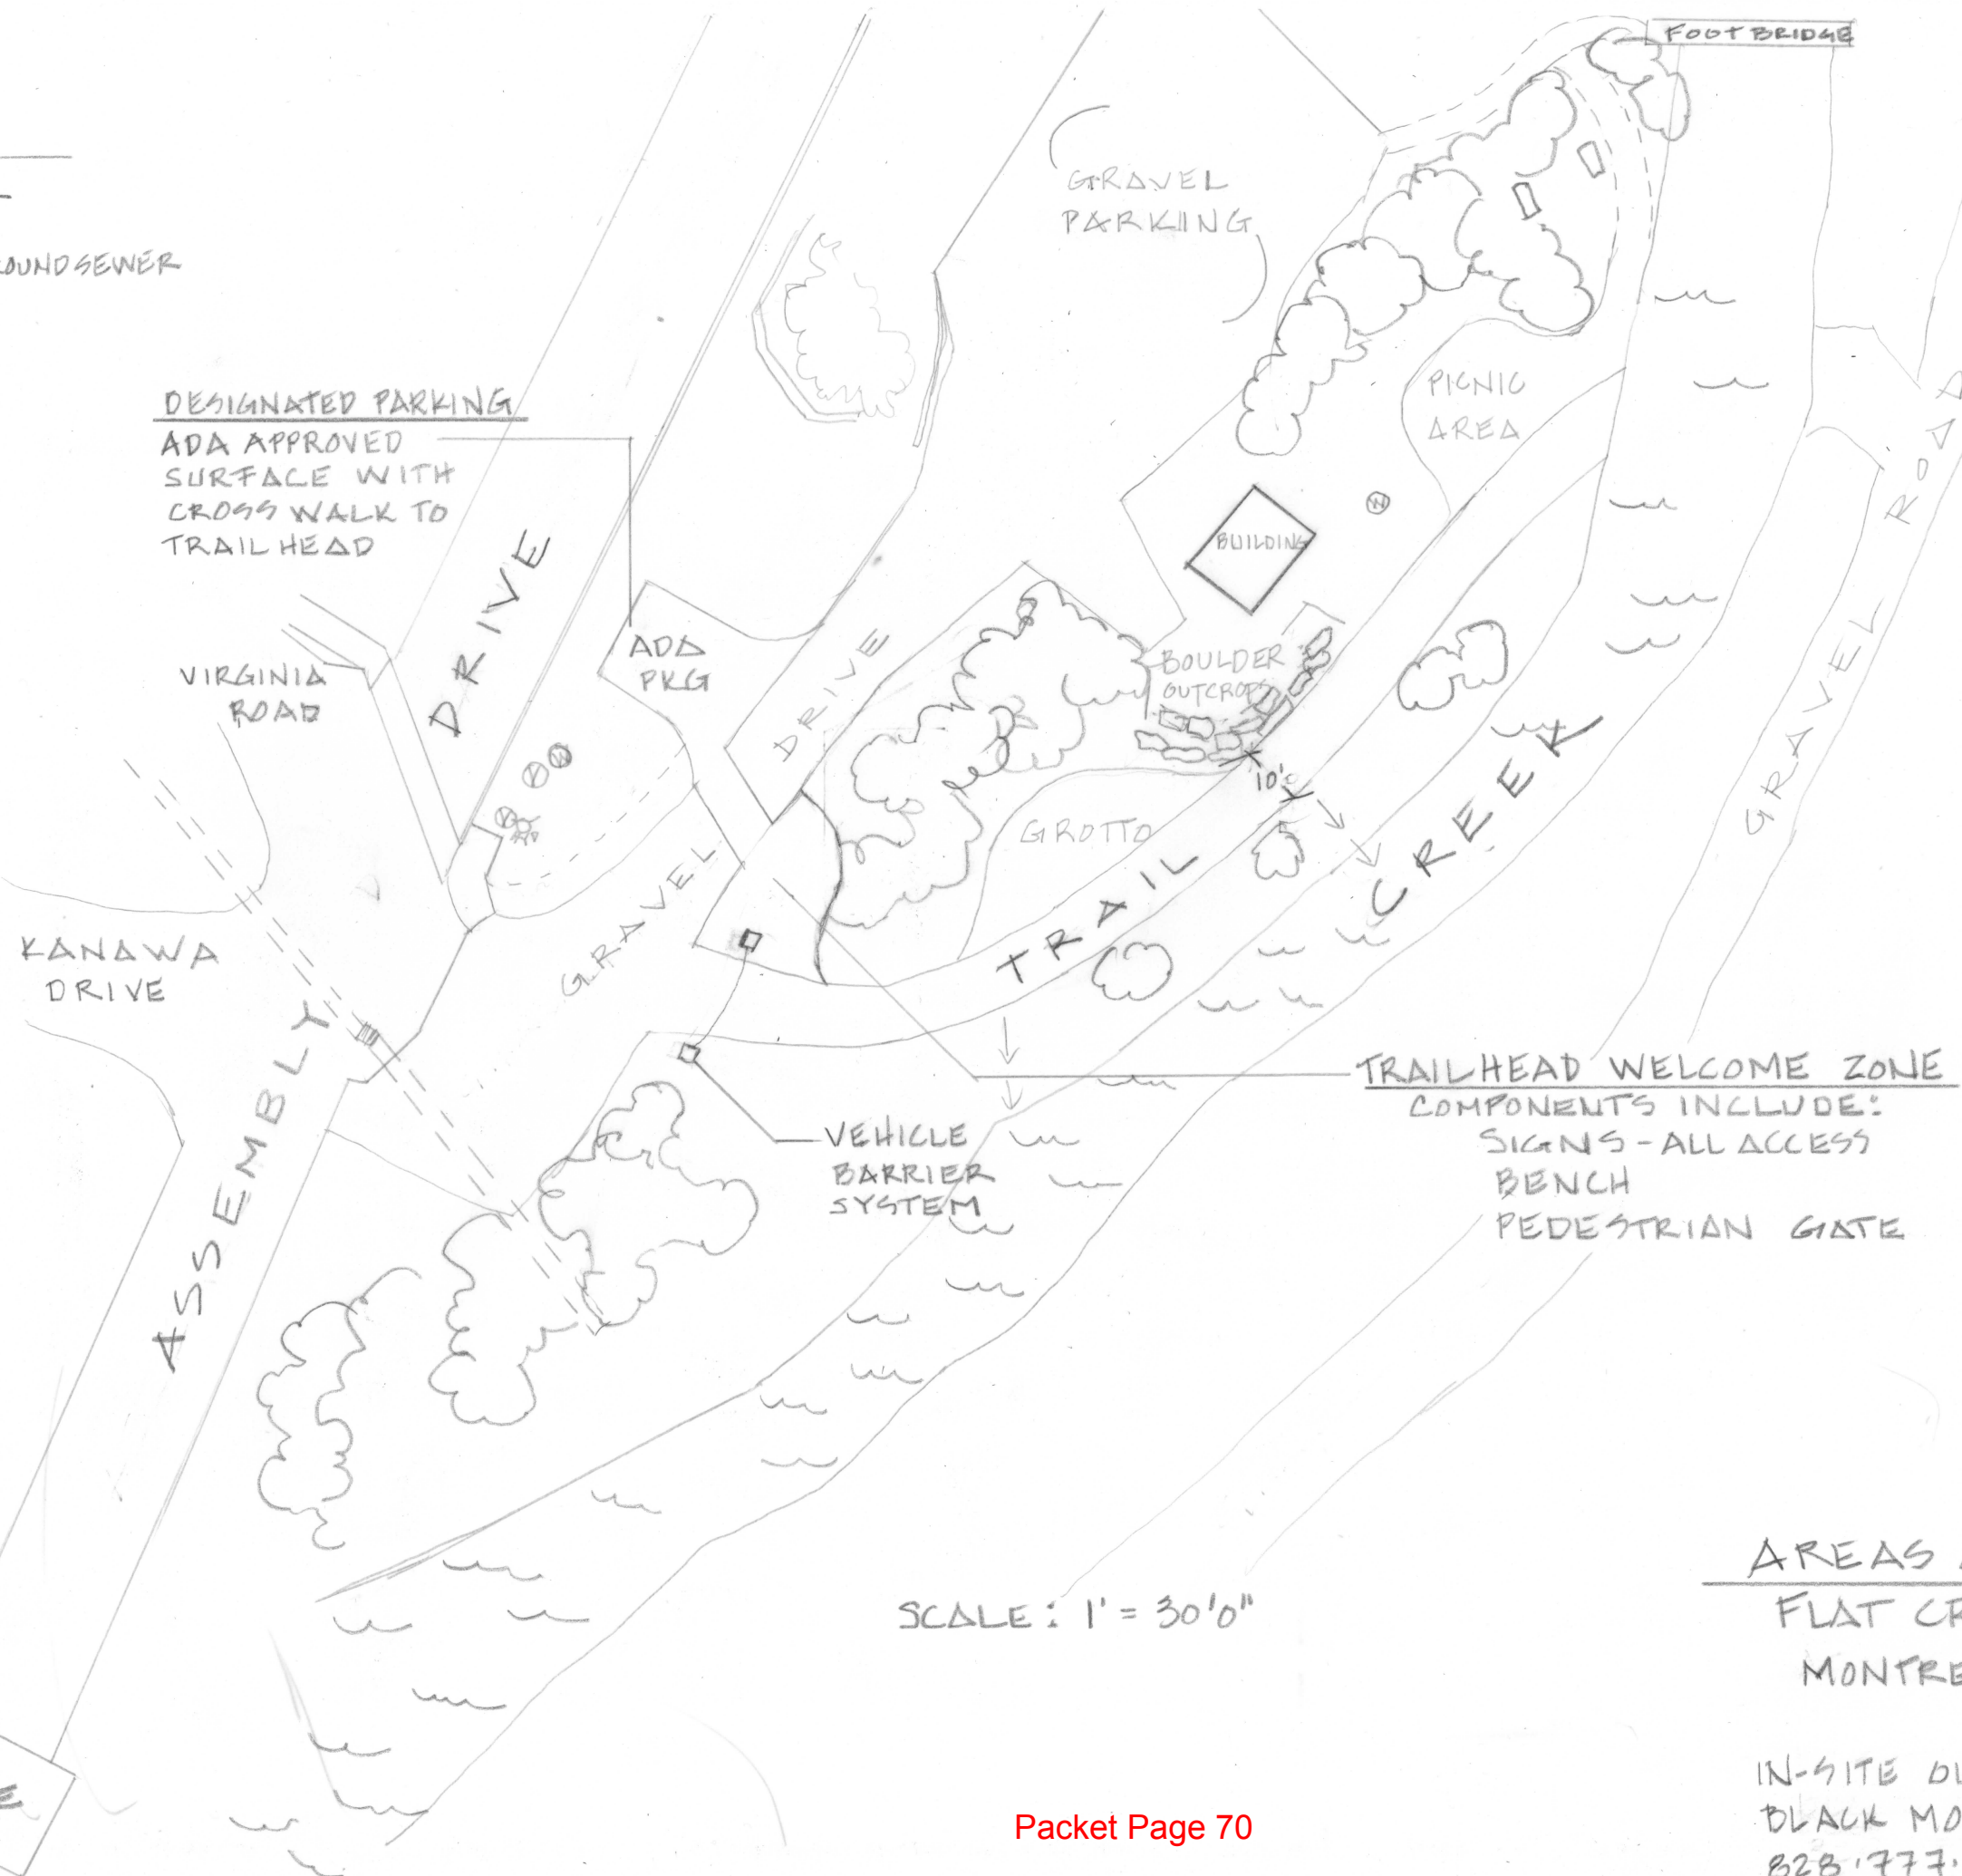 FOOT BRIDGE
GRAVEL
PARKIING
OUNDSEWER
PICNIC
AREA
DESIGNATED PARKING
ADA APPROVED
SURFACE WITH
CROSS WALK TO
TRAIL HEAD
BUILDING
W
DRIVE
ADA
PKG
DRIVE
VIRGINIA
ROAD
BOULDER
OUTCROPS
GRAVEL ROAD
W
10'
GROTTO
TRAIL
CREEK
GRAVEL
KANAWA
DRIVE
ASSEMBLY
TRAILHEAD WELCOME ZONE
COMPONENTS INCLUDE:
SIGNS - ALL ACCESS
BENCH
PEDESTRIAN GATE
VEHICLE
BARRIER
SYSTEM
SCALE: 1' = 30'0"
AREAS
FLAT CR
MONTRE
IN-SITE
BLACK MO
828.777.
E
Packet Page 70